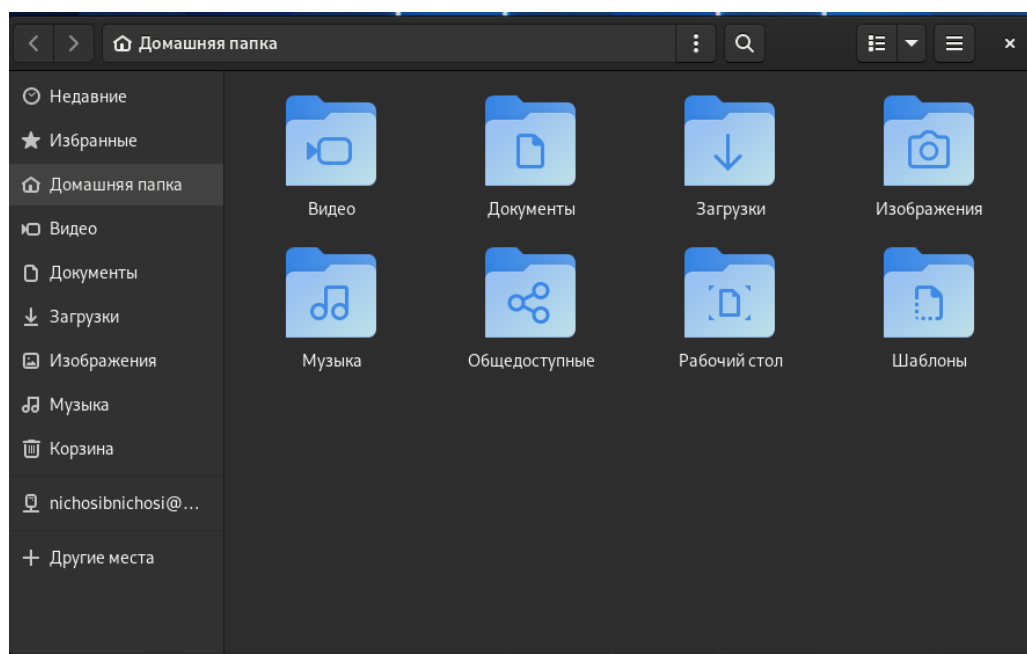 Домашняя папка
Недавние
Избранные
Домашняя папка
Видео
Документы
Загрузки
Изображения
Музыка
Корзина
nichosibnichosi@...
Другие места
Видео
Документы
Загрузки
Изображения
Музыка
Общедоступные
Рабочий стол
Шаблоны